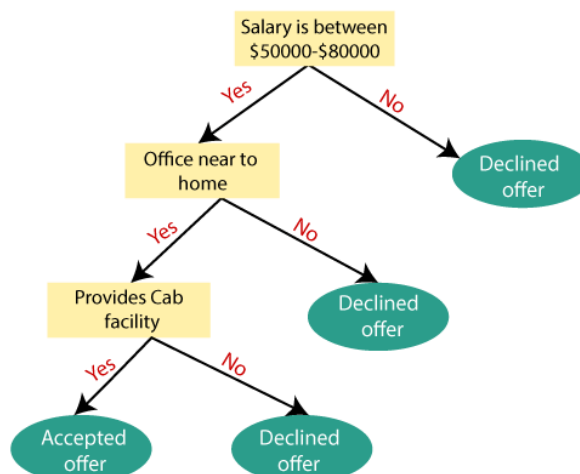 Salary is between
$50000-$80000
Yes
No
Office near to
home
Declined
offer
Yes
No
Provides Cab
facility
Declined
offer
Yes
No
Accepted
offer
Declined
offer